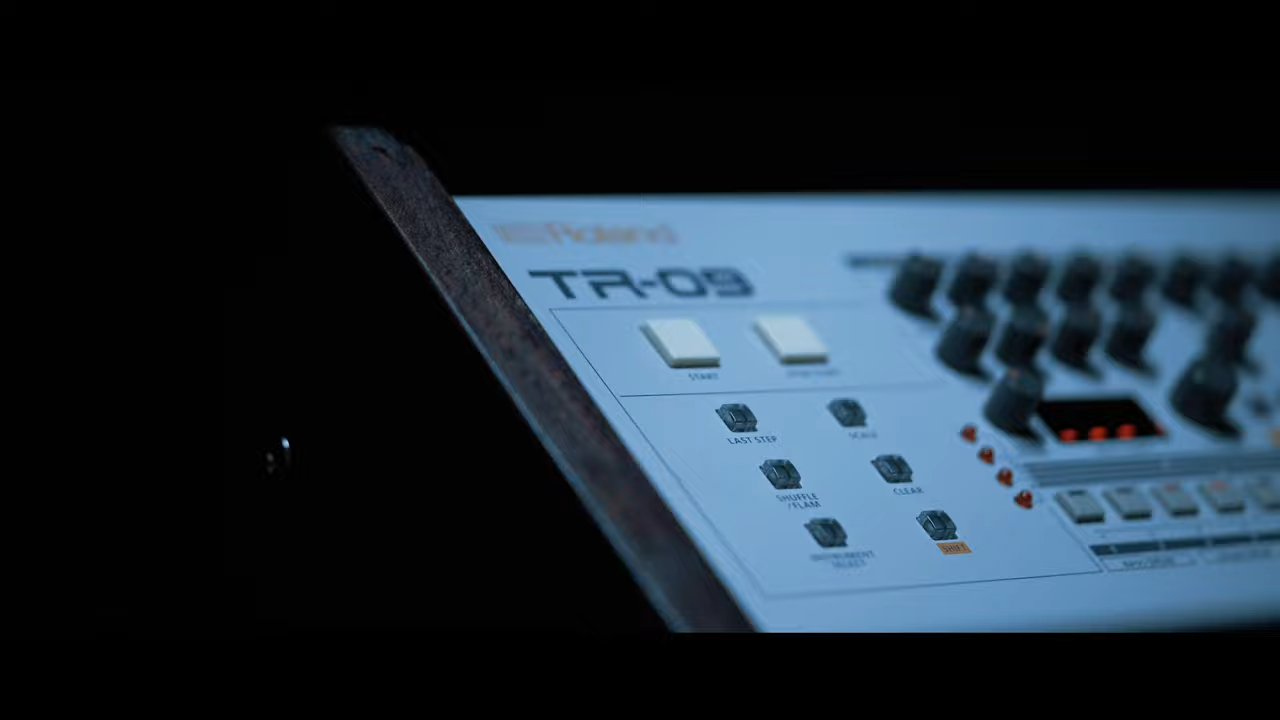 Roland
TR-09
START
LAST STEP
SCALE
SHUFFLE
/FLAM
CLEAR
INSTRUMENT
SELECT
SHIFT